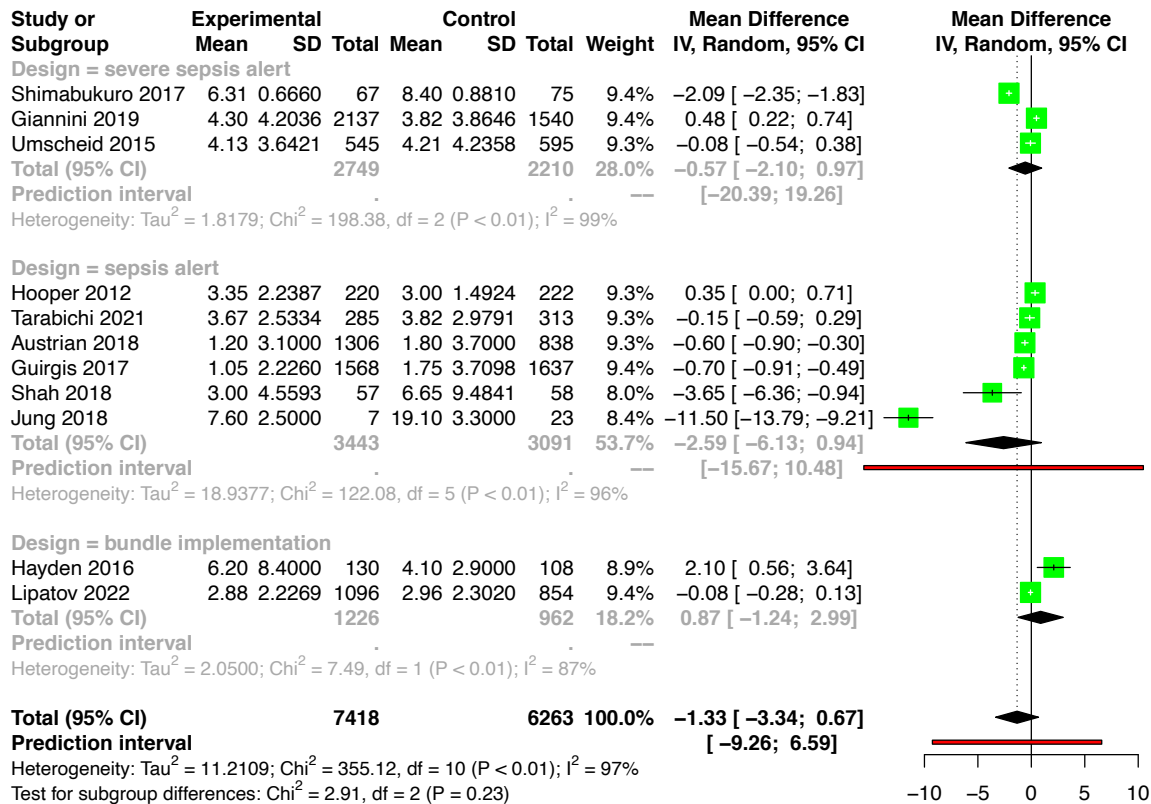 Study or Experimental Control Mean Difference Mean Difference
Subgroup Mean SD Total Mean SD Total Weight IV, Random, 95% CI IV, Random, 95% CI
Design = severe sepsis alert
Shimabukuro 2017 6.31 0.6660 67 8.40 0.8810 75 9.4% −2.09 [ −2.35; −1.83]
Giannini 2019 4.30 4.2036 2137 3.82 3.8646 1540 9.4% 0.48 [ 0.22; 0.74]
Umscheid 2015 4.13 3.6421 545 4.21 4.2358 595 9.3% −0.08 [ −0.54; 0.38]
Total (95% CI) 2749 2210 28.0% −0.57 [ −2.10; 0.97]
Prediction interval . . −− [−20.39; 19.26]
Heterogeneity: Tau² = 1.8179; Chi² = 198.38, df = 2 (P < 0.01); I² = 99%
Design = sepsis alert
Hooper 2012 3.35 2.2387 220 3.00 1.4924 222 9.3% 0.35 [ 0.00; 0.71]
Tarabichi 2021 3.67 2.5334 285 3.82 2.9791 313 9.3% −0.15 [ −0.59; 0.29]
Austrian 2018 1.20 3.1000 1306 1.80 3.7000 838 9.3% −0.60 [ −0.90; −0.30]
Guirgis 2017 1.05 2.2260 1568 1.75 3.7098 1637 9.4% −0.70 [ −0.91; −0.49]
Shah 2018 3.00 4.5593 57 6.65 9.4841 58 8.0% −3.65 [ −6.36; −0.94]
Jung 2018 7.60 2.5000 7 19.10 3.3000 23 8.4% −11.50 [−13.79; −9.21]
Total (95% CI) 3443 3091 53.7% −2.59 [ −6.13; 0.94]
Prediction interval . . −− [−15.67; 10.48]
Heterogeneity: Tau² = 18.9377; Chi² = 122.08, df = 5 (P < 0.01); I² = 96%
Design = bundle implementation
Hayden 2016 6.20 8.4000 130 4.10 2.9000 108 8.9% 2.10 [ 0.56; 3.64]
Lipatov 2022 2.88 2.2269 1096 2.96 2.3020 854 9.4% −0.08 [ −0.28; 0.13]
Total (95% CI) 1226 962 18.2% 0.87 [ −1.24; 2.99]
Prediction interval . . −−
Heterogeneity: Tau² = 2.0500; Chi² = 7.49, df = 1 (P < 0.01); I² = 87%
Total (95% CI) 7418 6263 100.0% −1.33 [ −3.34; 0.67]
Prediction interval [ −9.26; 6.59]
Heterogeneity: Tau² = 11.2109; Chi² = 355.12, df = 10 (P < 0.01); I² = 97%
Test for subgroup differences: Chi² = 2.91, df = 2 (P = 0.23)
−10 −5 0 5 10